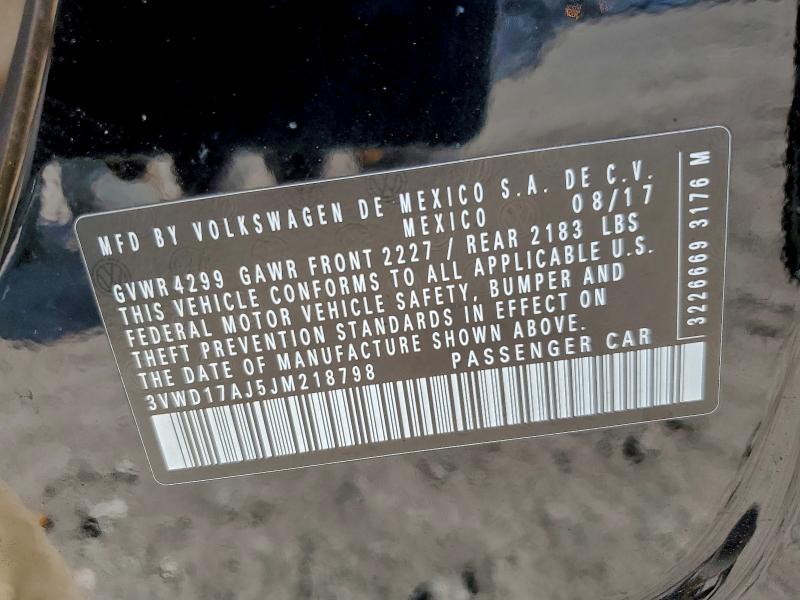 MFD BY VOLKSWAGEN DE MEXICO S.A. DE C.V.
MEXICO 08/17
GVWR 4299 GAWR FRONT 2227 / REAR 2183 LBS
THIS VEHICLE CONFORMS TO ALL APPLICABLE U.S.
FEDERAL MOTOR VEHICLE SAFETY, BUMPER AND
THEFT PREVENTION STANDARDS IN EFFECT ON
THE DATE OF MANUFACTURE SHOWN ABOVE.
3VWD17AJ5JM218798 PASSENGER CAR
3226669 3176 M